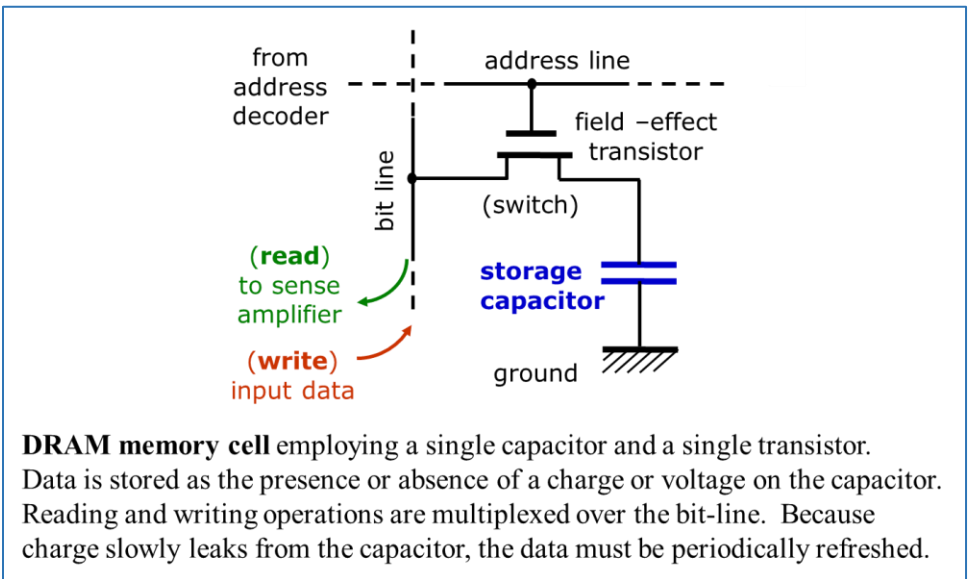 from
address
decoder
address line
field –effect
transistor
bit line
(switch)
(read)
to sense
amplifier
storage
capacitor
(write)
input data
ground
DRAM memory cell employing a single capacitor and a single transistor.
Data is stored as the presence or absence of a charge or voltage on the capacitor.
Reading and writing operations are multiplexed over the bit-line.  Because
charge slowly leaks from the capacitor, the data must be periodically refreshed.